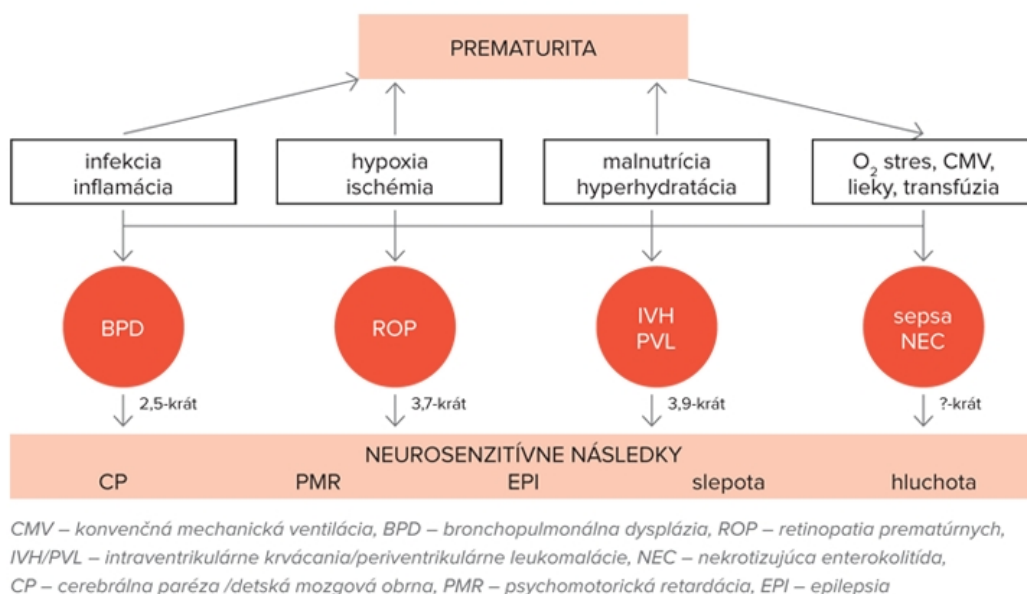 PREMATURITA
infekcia
inflamácia
hypoxia
ischémia
malnutrícia
hyperhydratácia
O₂ stres, CMV,
lieky, transfúzia
BPD
ROP
IVH
PVL
sepsa
NEC
2,5-krát
3,7-krát
3,9-krát
?-krát
NEUROSENZITÍVNE NÁSLEDKY
CP PMR EPI slepota hluchota
CMV – konvenčná mechanická ventilácia, BPD – bronchopulmonálna dysplázia, ROP – retinopatia prematúrnych,
IVH/PVL – intraventrikulárne krvácania/periventrikulárne leukomalácie, NEC – nekrotizujúca enterokolitída,
CP – cerebrálna paréza /detská mozgová obrna, PMR – psychomotorická retardácia, EPI – epilepsia